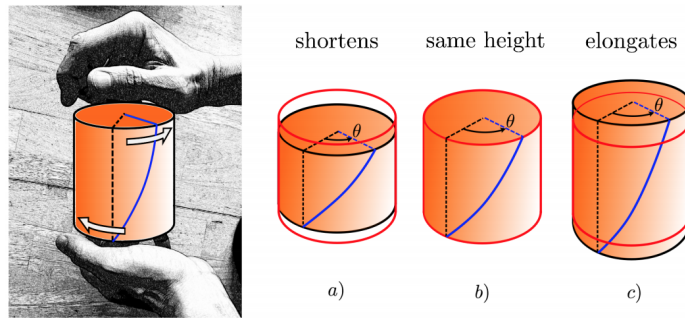 shortens same height elongates
θ θ θ
a) b) c)